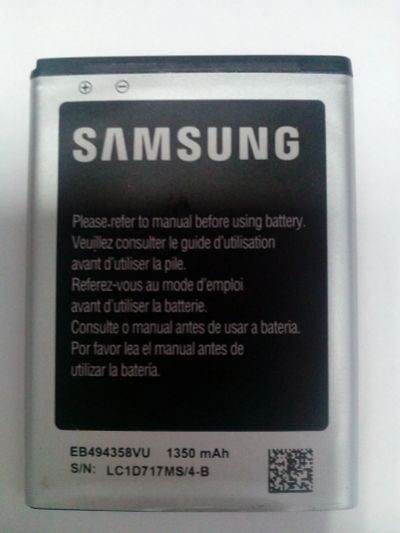 + -
SAMSUNG
Please refer to manual before using battery.
Veuillez consulter le guide d'utilisation
avant d'utiliser la pile.
Referez-vous au mode d'emploi
avant d'utiliser la batterie.
Consulte o manual antes de usar a bateria.
Por favor lea el manual antes de
utilizar la batería.
EB494358VU 1350 mAh
S/N: LC1D717MS/4-B